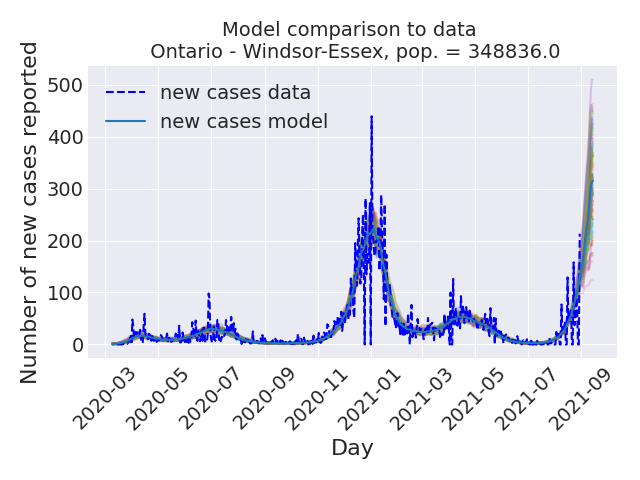 Model comparison to data
Ontario - Windsor-Essex, pop. = 348836.0
new cases data
new cases model
Number of new cases reported
500
400
300
200
100
0
2020-03
2020-05
2020-07
2020-09
2020-11
2021-01
2021-03
2021-05
2021-07
2021-09
Day